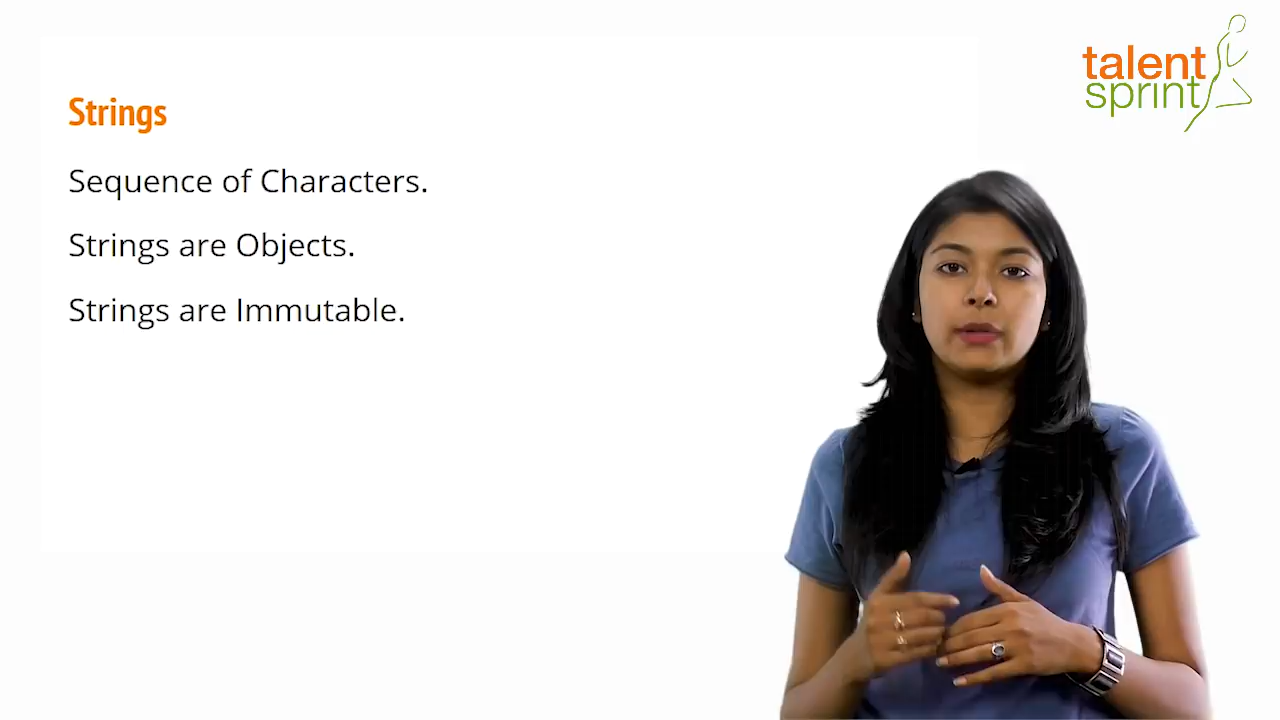 talent
sprint
Strings
Sequence of Characters.
Strings are Objects.
Strings are Immutable.